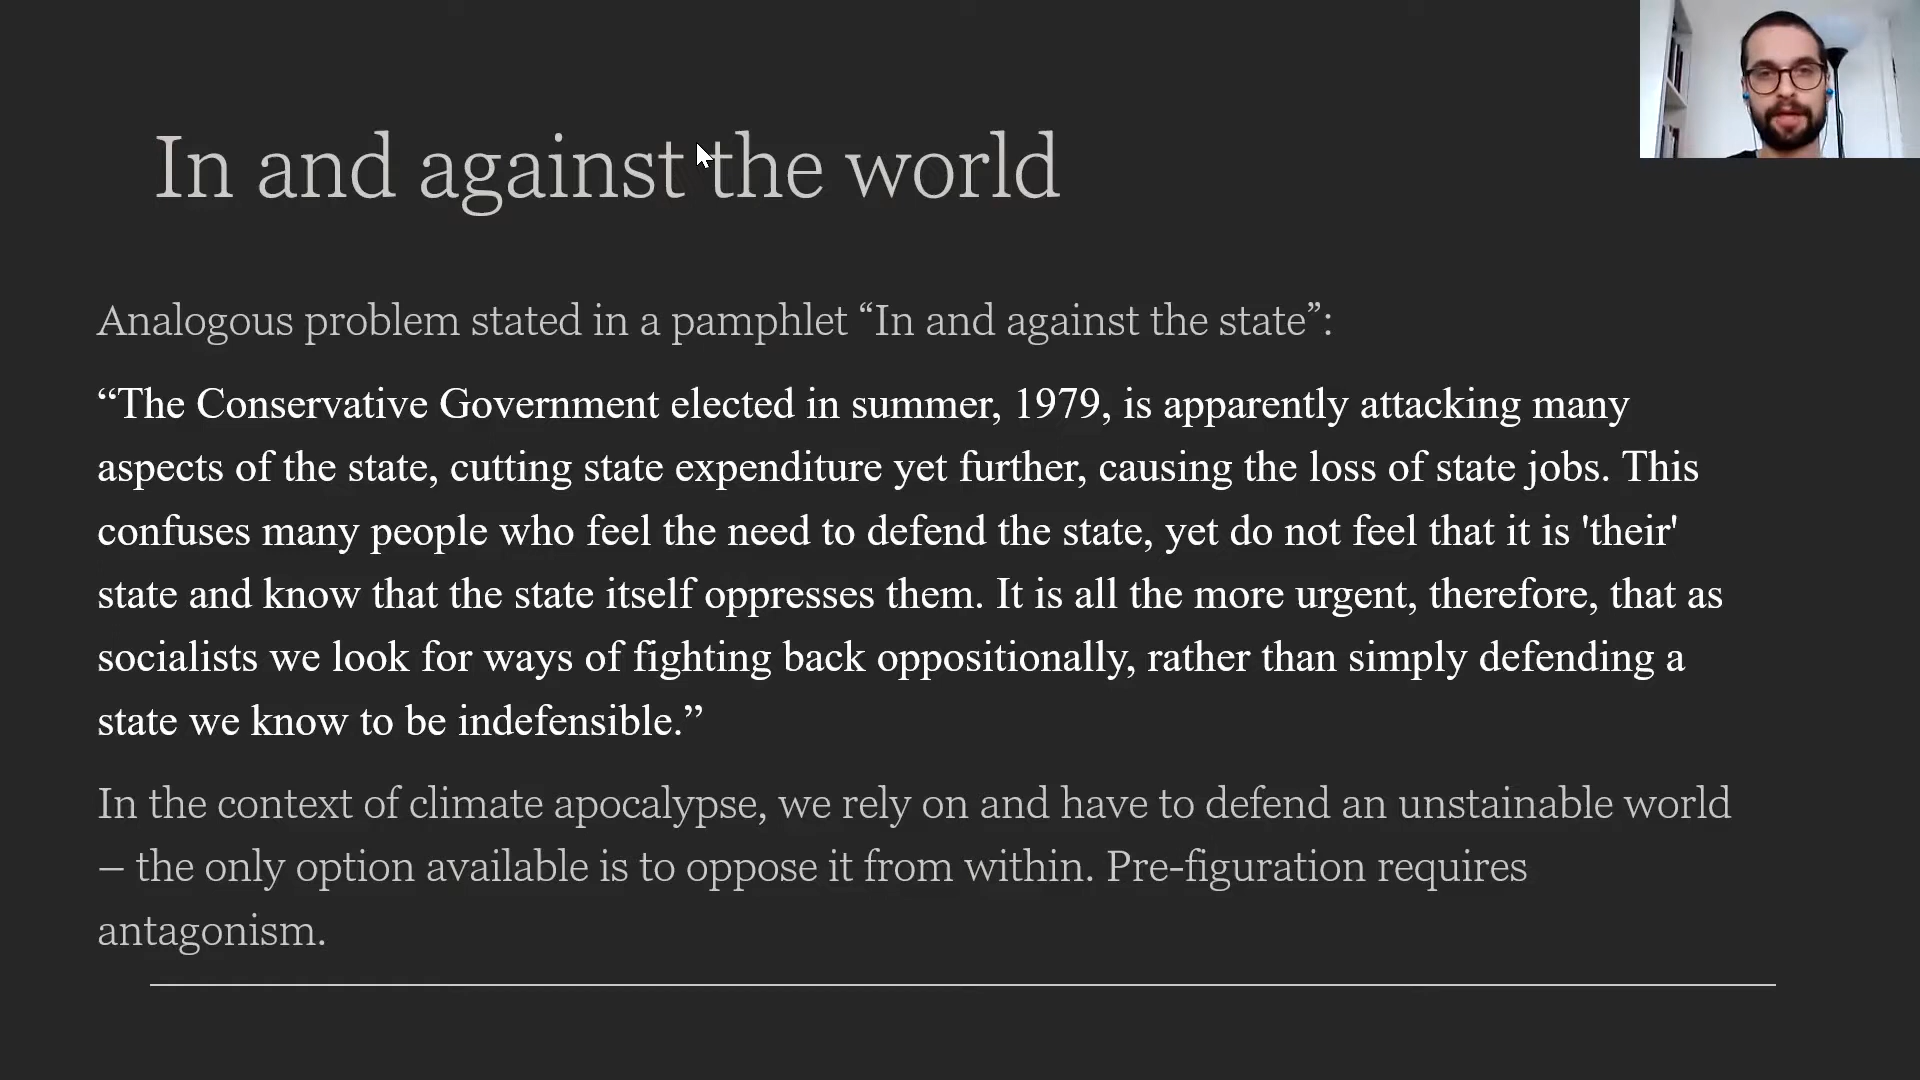 In and against the world
Analogous problem stated in a pamphlet “In and against the state”:
“The Conservative Government elected in summer, 1979, is apparently attacking many
aspects of the state, cutting state expenditure yet further, causing the loss of state jobs. This
confuses many people who feel the need to defend the state, yet do not feel that it is 'their'
state and know that the state itself oppresses them. It is all the more urgent, therefore, that as
socialists we look for ways of fighting back oppositionally, rather than simply defending a
state we know to be indefensible.”
In the context of climate apocalypse, we rely on and have to defend an unstainable world
– the only option available is to oppose it from within. Pre-figuration requires
antagonism.